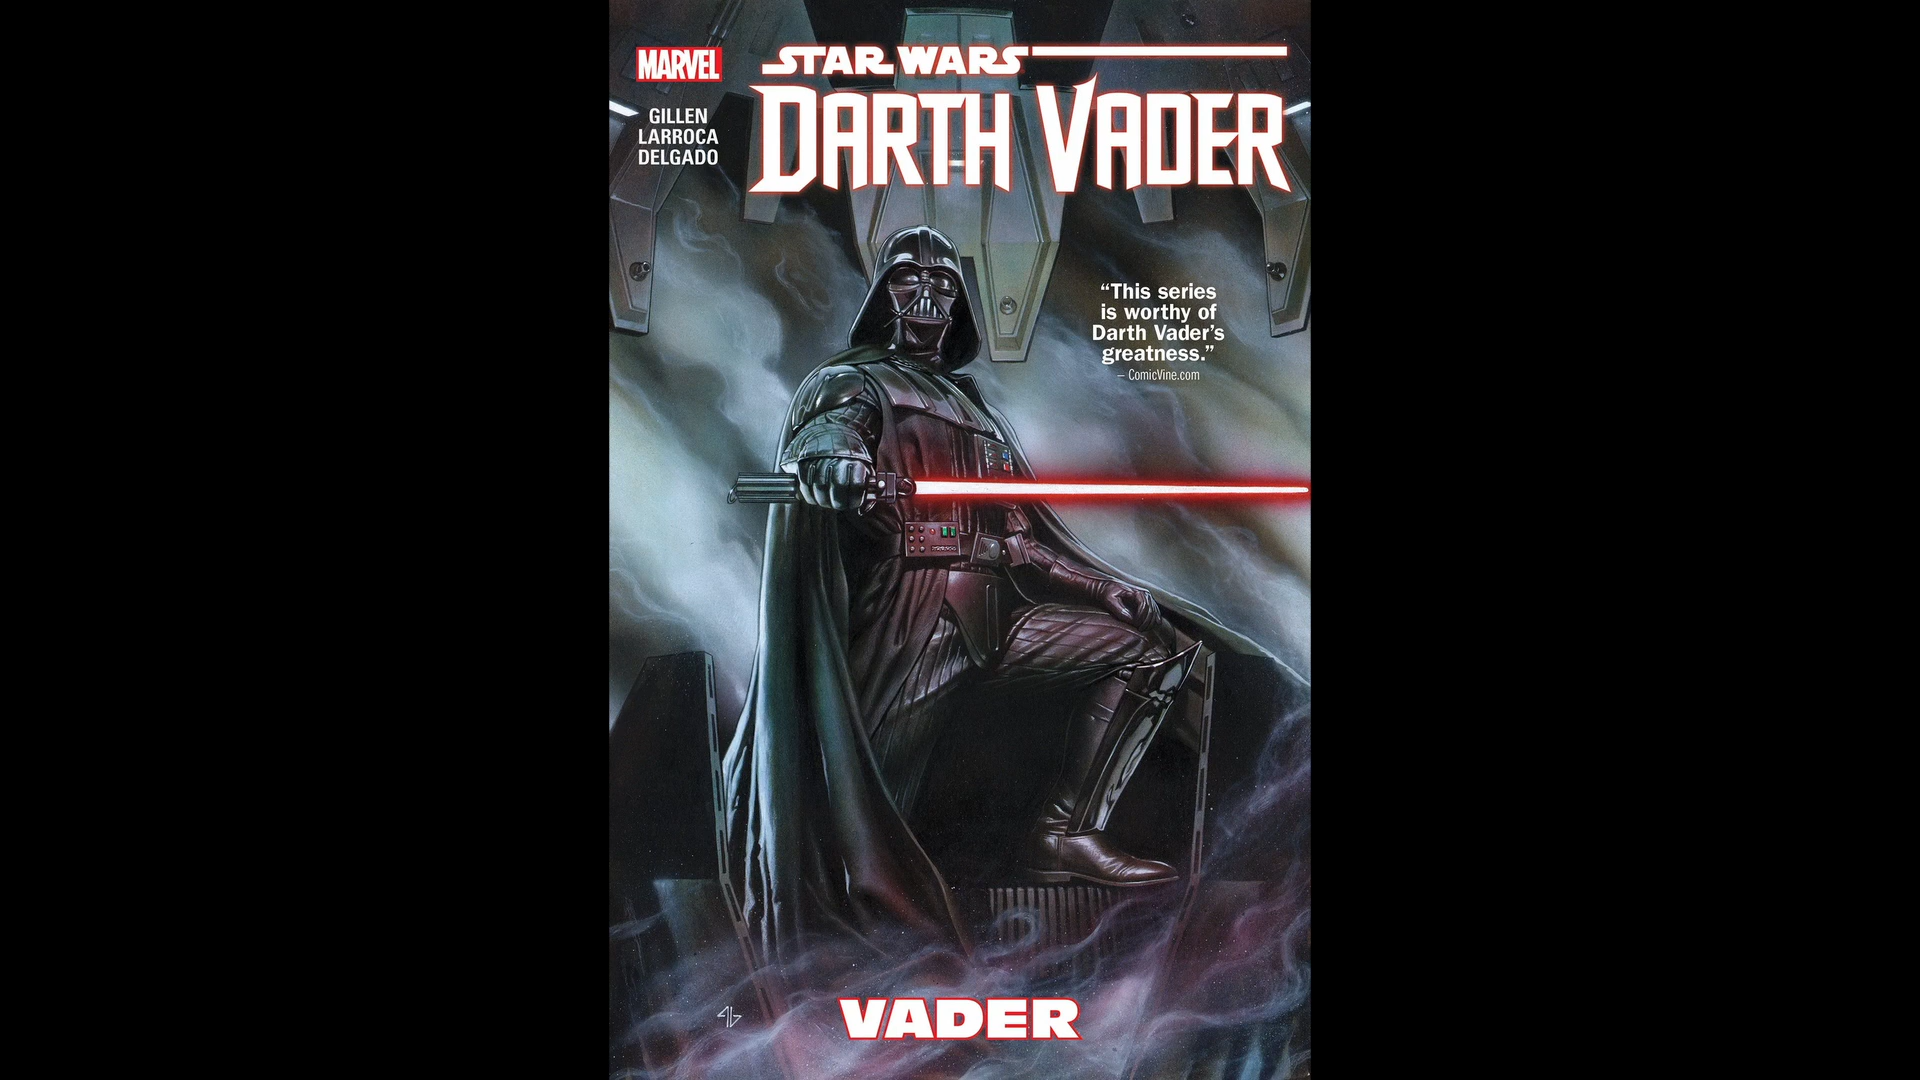 MARVEL
STAR WARS
DARTH VADER
GILLEN
LARROCA
DELGADO
“This series
is worthy of
Darth Vader’s
greatness.”
– ComicVine.com
VADER